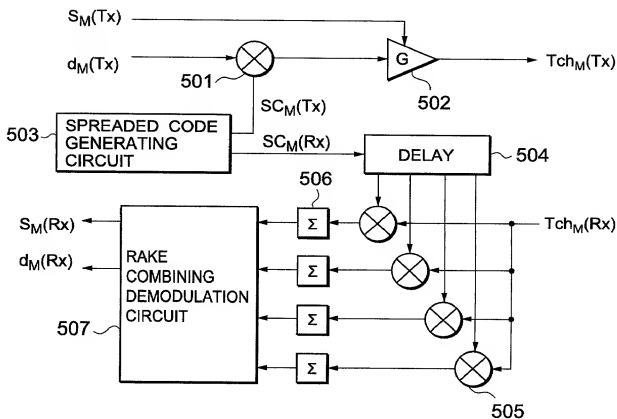 S_M(Tx)
d_M(Tx)
501
G
502
Tch_M(Tx)
SC_M(Tx)
503
SPREADED CODE
GENERATING
CIRCUIT
SC_M(Rx)
DELAY
504
506
S_M(Rx)
Σ
Tch_M(Rx)
d_M(Rx)
RAKE
COMBINING
DEMODULATION
CIRCUIT
Σ
Σ
507
Σ
505